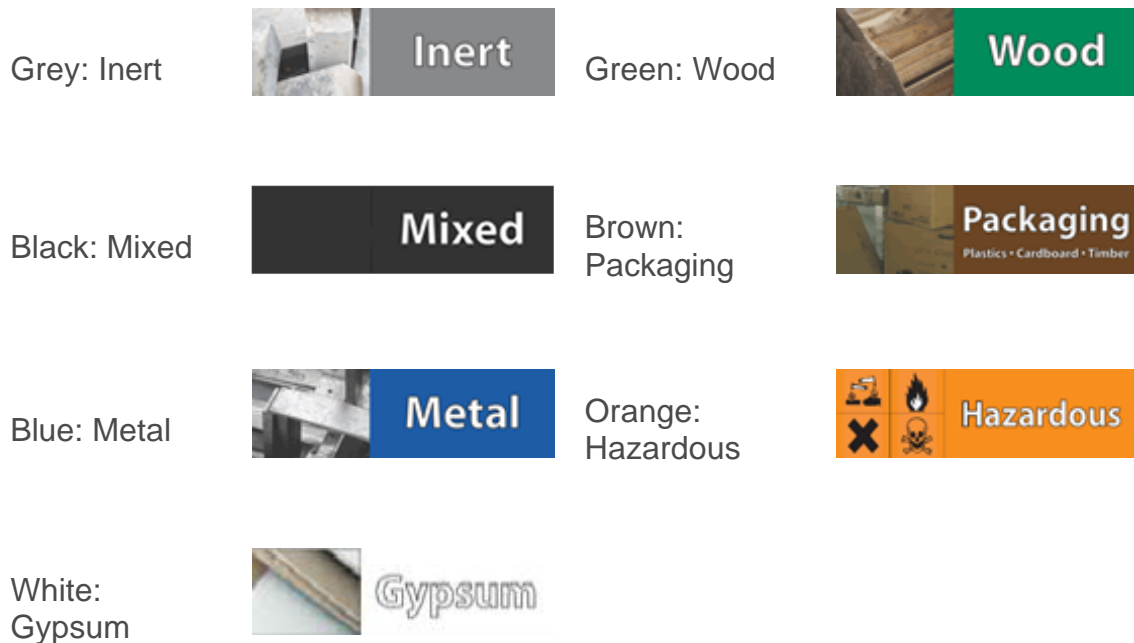 Grey: Inert
Inert
Green: Wood
Wood
Black: Mixed
Mixed
Brown:
Packaging
Packaging
Plastics • Cardboard • Timber
Blue: Metal
Metal
Orange:
Hazardous
Hazardous
White:
Gypsum
Gypsum